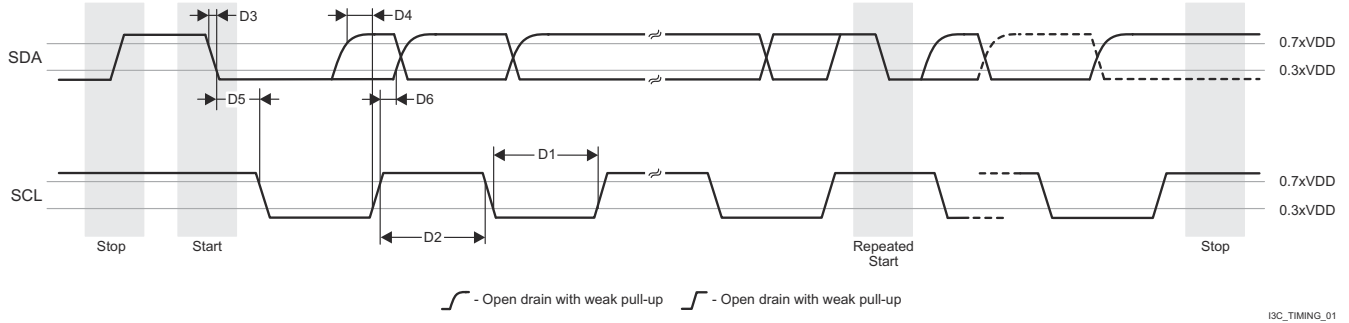 D3
D4
SDA
0.7xVDD
0.3xVDD
D5
D6
D1
SCL
0.7xVDD
0.3xVDD
D2
Stop
Start
Repeated
Start
Stop
- Open drain with weak pull-up
- Open drain with weak pull-up
I3C_TIMING_01